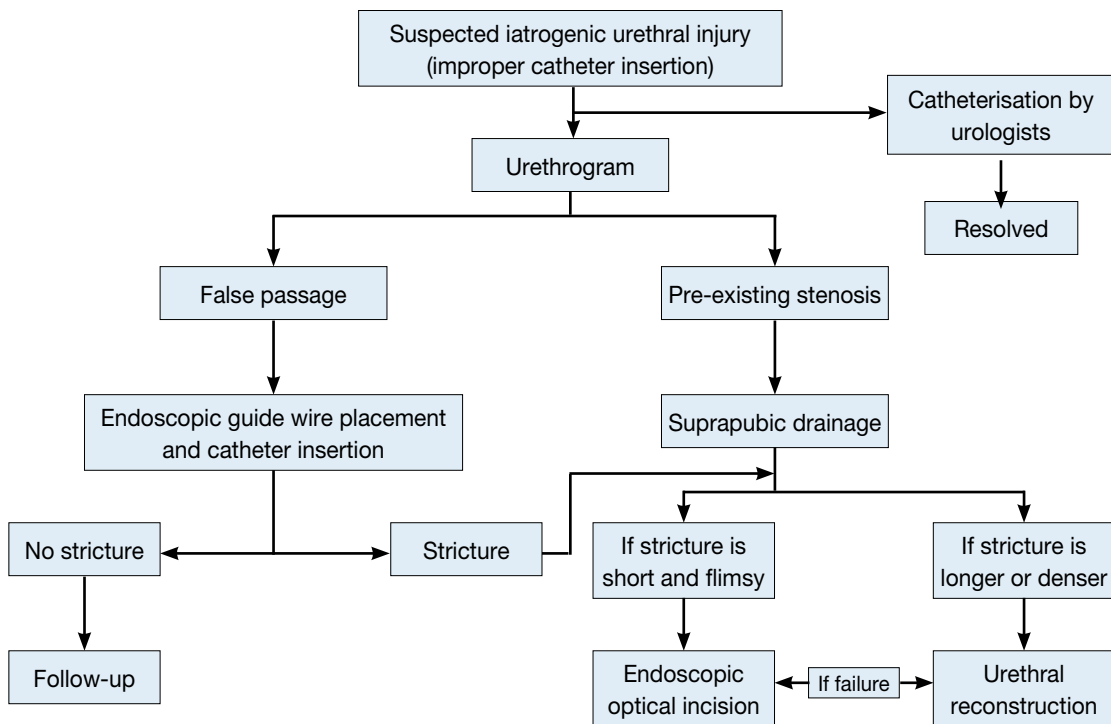 Suspected iatrogenic urethral injury
(improper catheter insertion)
Catheterisation by
urologists
Urethrogram
Resolved
False passage
Pre-existing stenosis
Endoscopic guide wire placement
and catheter insertion
Suprapubic drainage
No stricture
Stricture
If stricture is
short and flimsy
If stricture is
longer or denser
Follow-up
Endoscopic
optical incision
If failure
Urethral
reconstruction